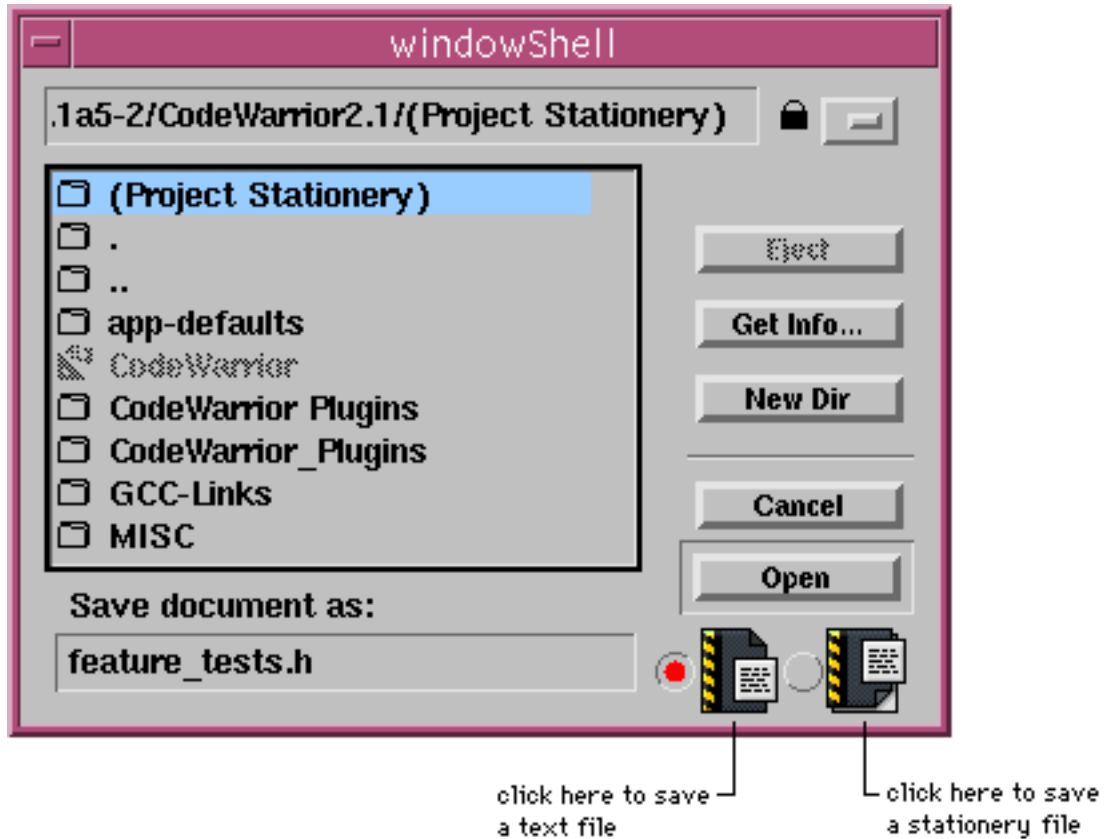 windowShell
.1a5-2/CodeWarrior2.1/(Project Stationery)
(Project Stationery)
.
..
app-defaults
CodeWarrior
CodeWarrior Plugins
CodeWarrior_Plugins
GCC-Links
MISC
Eject
Get Info...
New Dir
Cancel
Open
Save document as:
feature_tests.h
click here to save
a text file
click here to save
a stationery file